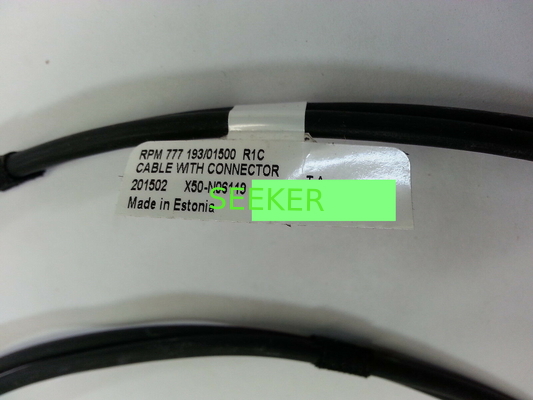 RPM 777 193/01500 R1C
CABLE WITH CONNECTOR
201502
Made in Estonia
SEEKER